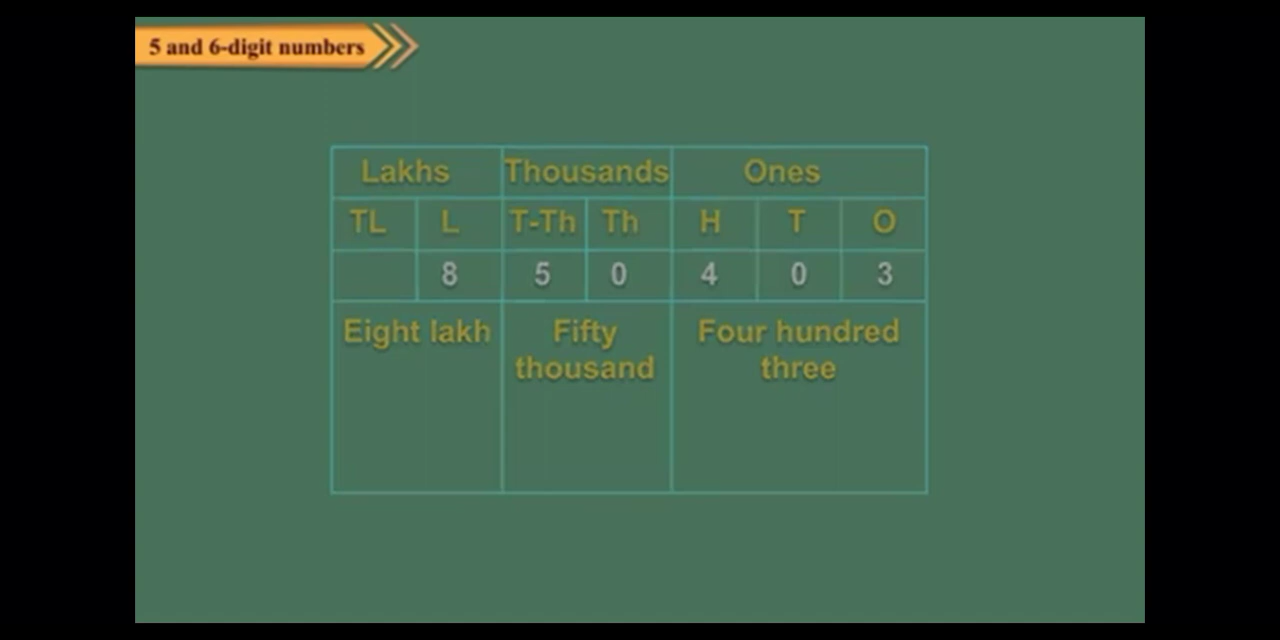 5 and 6-digit numbers
Lakhs Thousands Ones
TL L T-Th Th H T O
8 5 0 4 0 3
Eight lakh Fifty Four hundred
thousand three